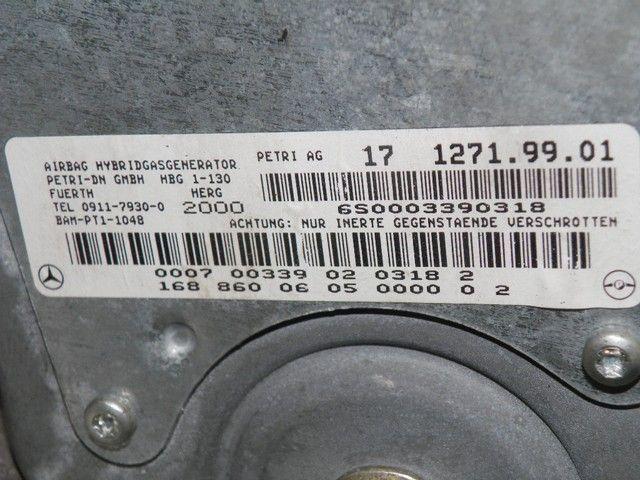 AIRBAG HYBRIDGASGENERATOR PETRI AG 17 1271.99.01
PETRI-DN GMBH HBG 1-130
FUERTH HERG
TEL 0911-7930-0 2000 6S0003390318
BAM-PT1-1048 ACHTUNG: NUR INERTE GEGENSTAENDE VERSCHROTTEN
0007 00339 02 0318 2
168 860 06 05 0000 0 2